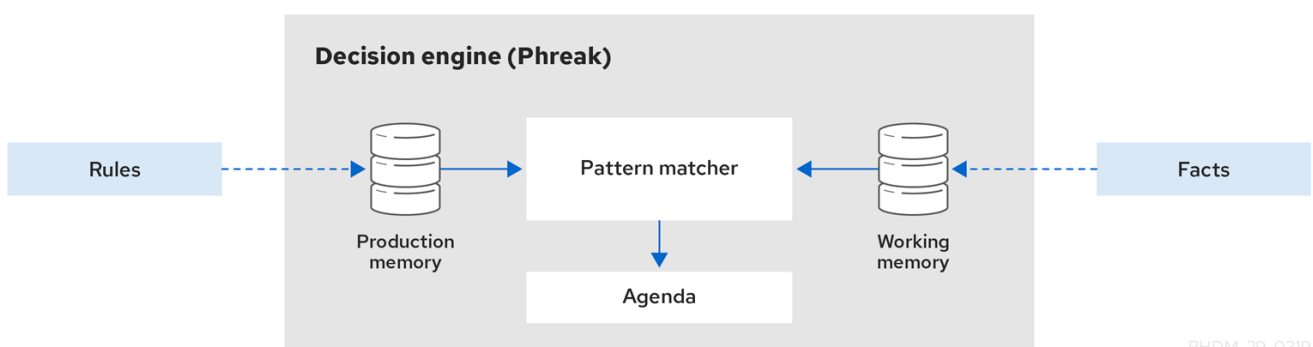 Decision engine (Phreak)
Rules
Pattern matcher
Facts
Production
memory
Working
memory
Agenda